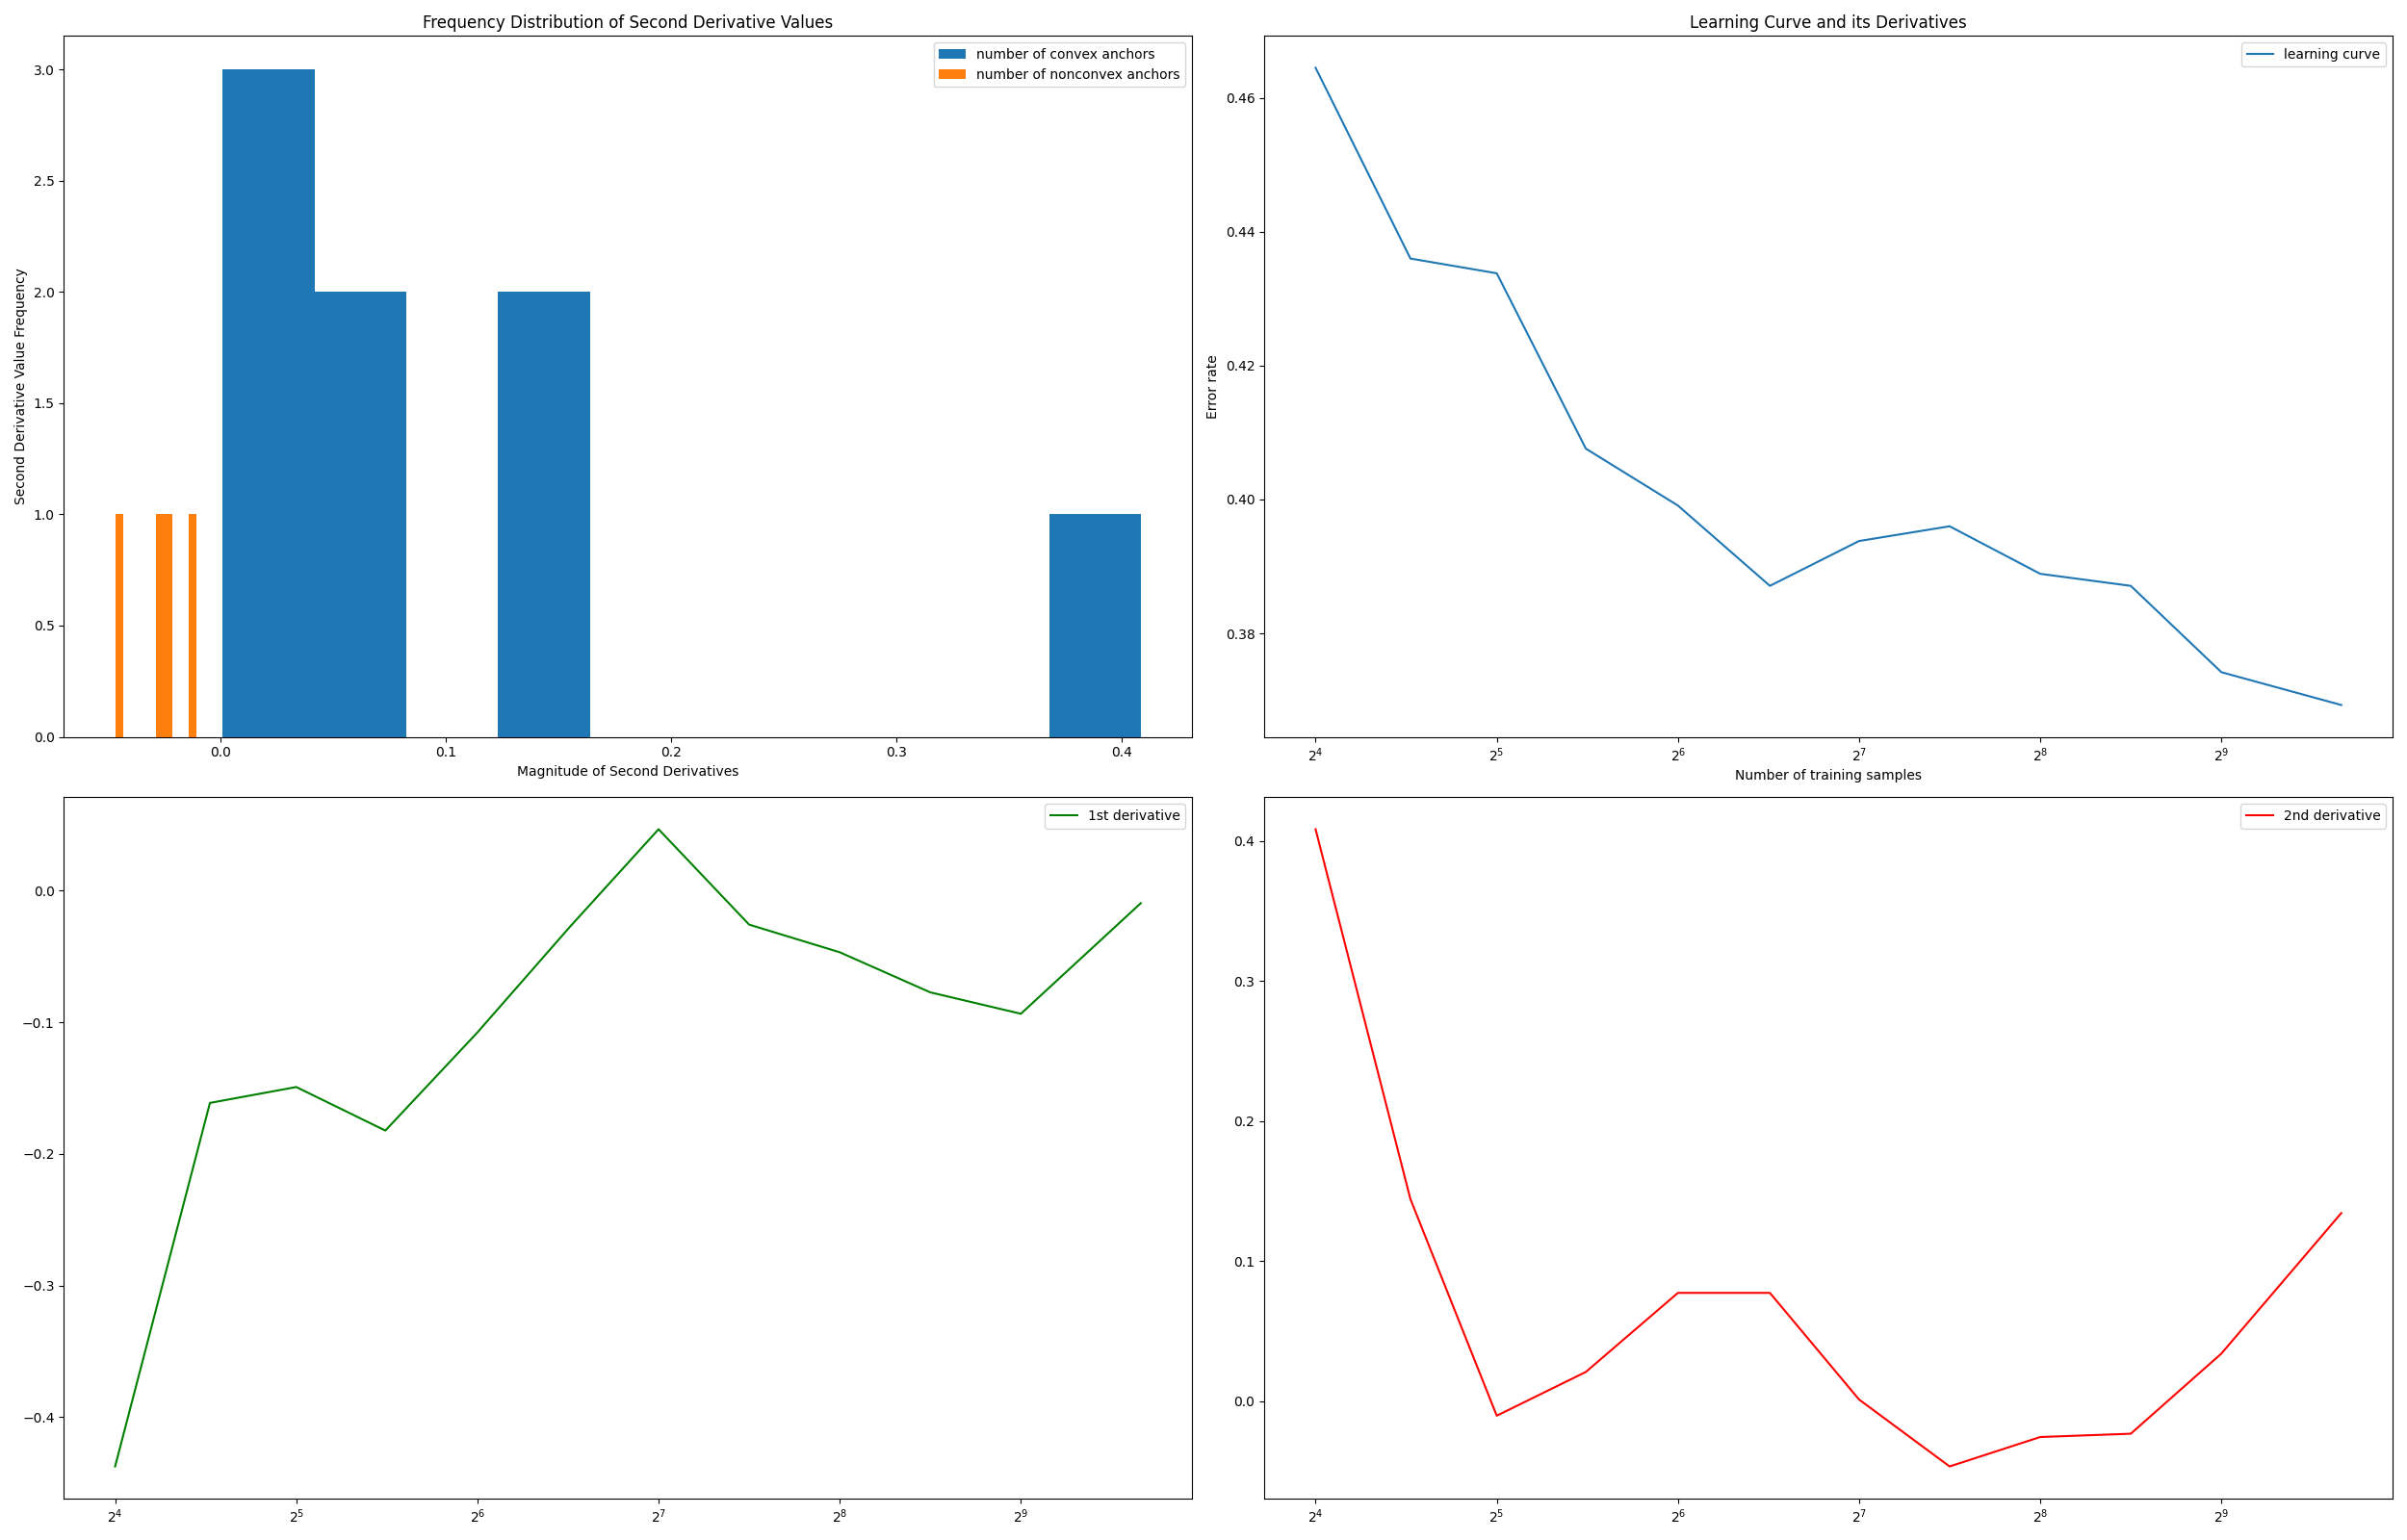 Frequency Distribution of Second Derivative Values
number of convex anchors
number of nonconvex anchors
Second Derivative Value Frequency
3.0
2.5
2.0
1.5
1.0
0.5
0.0
0.0 0.1 0.2 0.3 0.4
Magnitude of Second Derivatives
Learning Curve and its Derivatives
learning curve
Error rate
0.46
0.44
0.42
0.40
0.38
2⁴ 2⁵ 2⁶ 2⁷ 2⁸ 2⁹
Number of training samples
1st derivative
0.0
−0.1
−0.2
−0.3
−0.4
2⁴ 2⁵ 2⁶ 2⁷ 2⁸ 2⁹
2nd derivative
0.4
0.3
0.2
0.1
0.0
2⁴ 2⁵ 2⁶ 2⁷ 2⁸ 2⁹